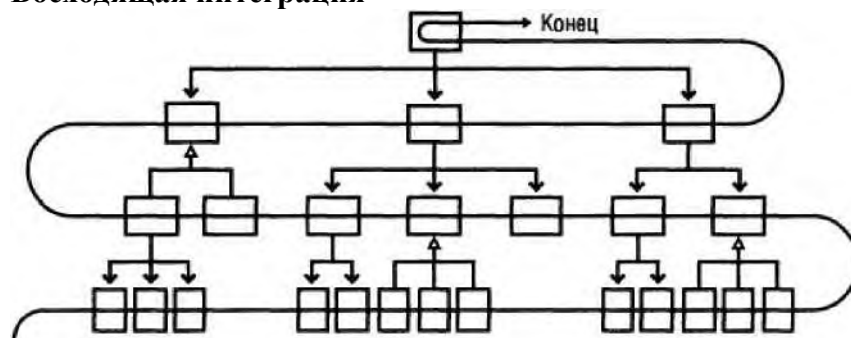 Восходящая интеграция
Конец